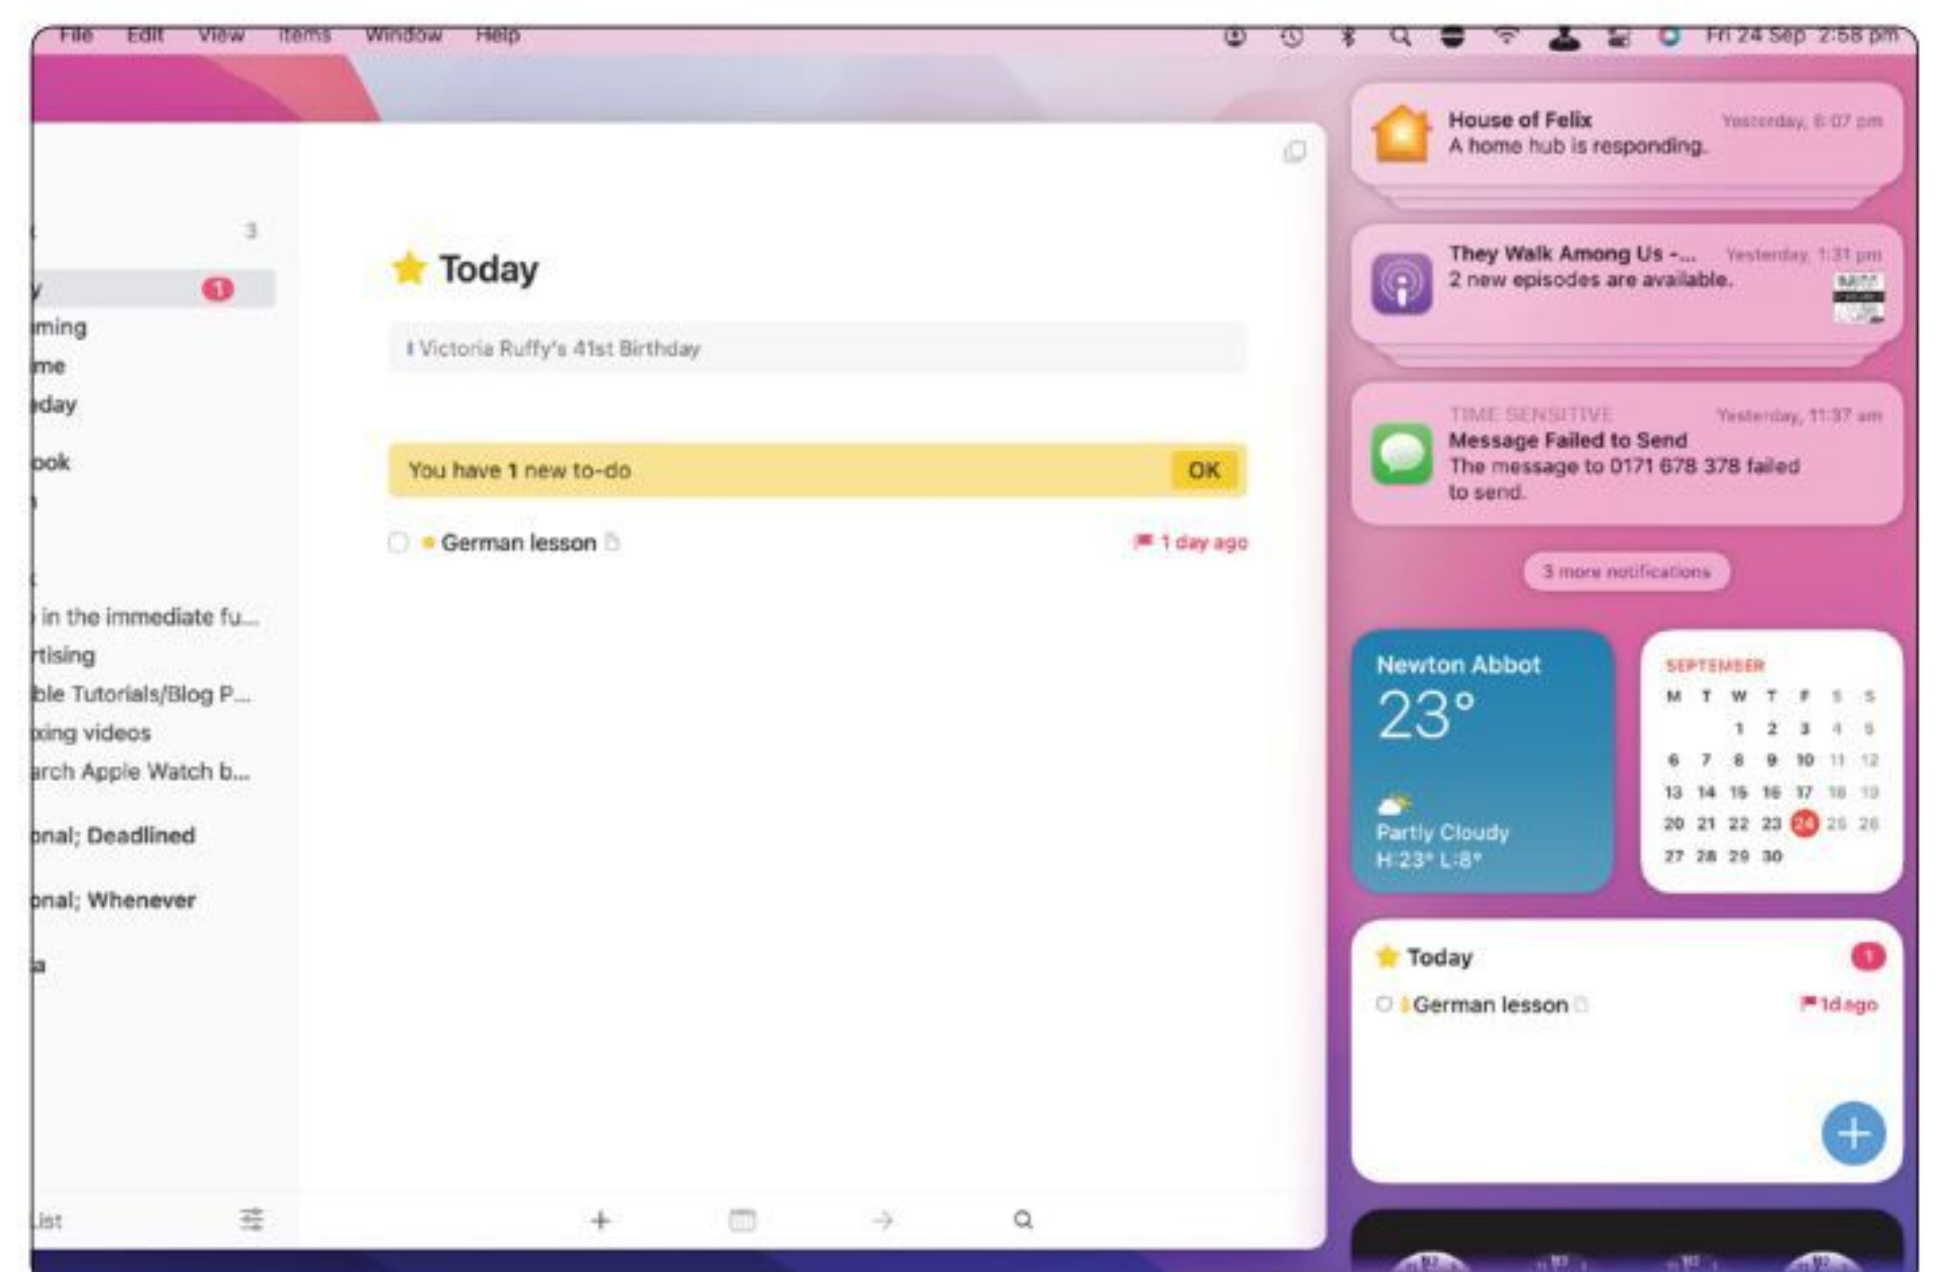 File Edit View Items Window Help
Fri 24 Sep 2:58 pm
3
y 1
ming
me
eday
ook
in the immediate fu...
rtising
ble Tutorials/Blog P...
xing videos
arch Apple Watch b...
onal; Deadlined
onal; Whenever
a
List
Today
Victoria Ruffy's 41st Birthday
You have 1 new to-do OK
German lesson 1 day ago
House of Felix Yesterday, 6:07 pm
A home hub is responding.
They Walk Among Us -... Yesterday, 1:31 pm
2 new episodes are available.
TIME SENSITIVE Yesterday, 11:37 am
Message Failed to Send
The message to 0171 678 378 failed
to send.
3 more notifications
Newton Abbot
23°
Partly Cloudy
H:23° L:8°
SEPTEMBER
M T W T F S S
1 2 3 4 5
6 7 8 9 10 11 12
13 14 15 16 17 18 19
20 21 22 23 24 25 26
27 28 29 30
Today 1
German lesson 1d ago